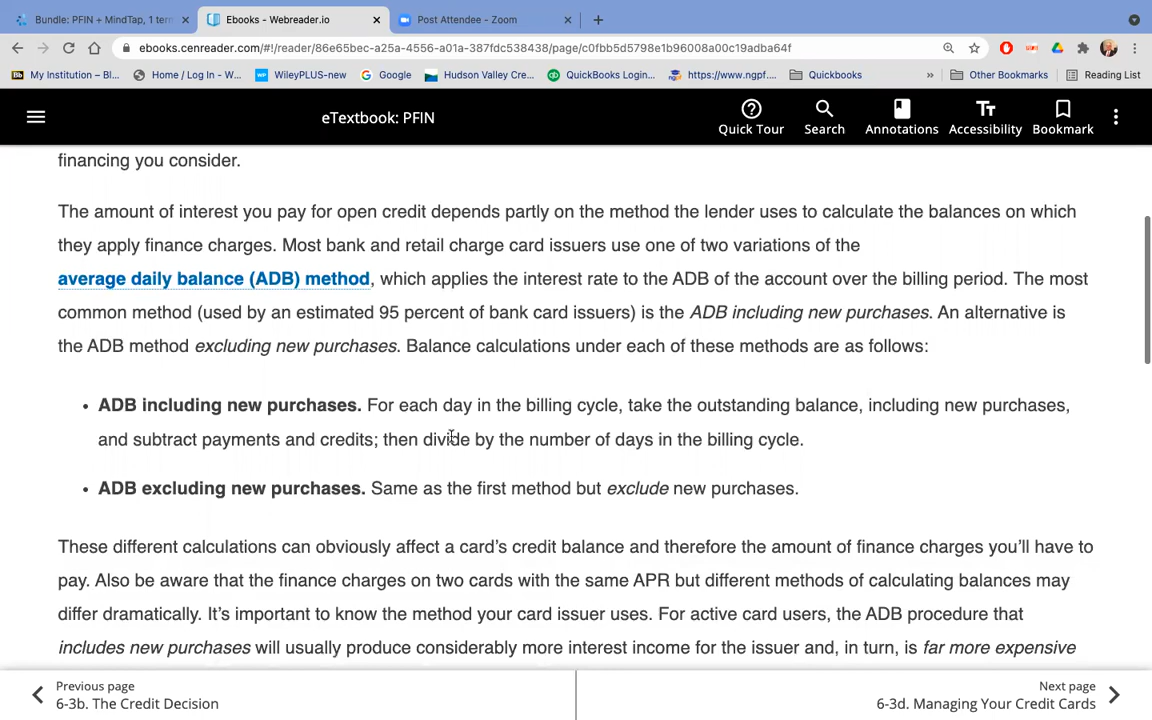 Bundle: PFIN + MindTap, 1 term
Ebooks - Webreader.io
Post Attendee - Zoom
ebooks.cenreader.com/#!/reader/86e65bec-a25a-4556-a01a-387fdc538438/page/c0fbb5d5798e1b96008a00c19adba64f
My Institution – Bl...
Home / Log In - W...
WileyPLUS-new
Google
Hudson Valley Cre...
QuickBooks Login...
https://www.ngpf....
Quickbooks
»
Other Bookmarks
Reading List
eTextbook: PFIN
Quick Tour
Search
Annotations
Accessibility
Bookmark
financing you consider.
The amount of interest you pay for open credit depends partly on the method the lender uses to calculate the balances on which
they apply finance charges. Most bank and retail charge card issuers use one of two variations of the
average daily balance (ADB) method, which applies the interest rate to the ADB of the account over the billing period. The most
common method (used by an estimated 95 percent of bank card issuers) is the ADB including new purchases. An alternative is
the ADB method excluding new purchases. Balance calculations under each of these methods are as follows:
• ADB including new purchases. For each day in the billing cycle, take the outstanding balance, including new purchases,
and subtract payments and credits; then divide by the number of days in the billing cycle.
• ADB excluding new purchases. Same as the first method but exclude new purchases.
These different calculations can obviously affect a card's credit balance and therefore the amount of finance charges you'll have to
pay. Also be aware that the finance charges on two cards with the same APR but different methods of calculating balances may
differ dramatically. It's important to know the method your card issuer uses. For active card users, the ADB procedure that
includes new purchases will usually produce considerably more interest income for the issuer and, in turn, is far more expensive
Previous page
6-3b. The Credit Decision
Next page
6-3d. Managing Your Credit Cards